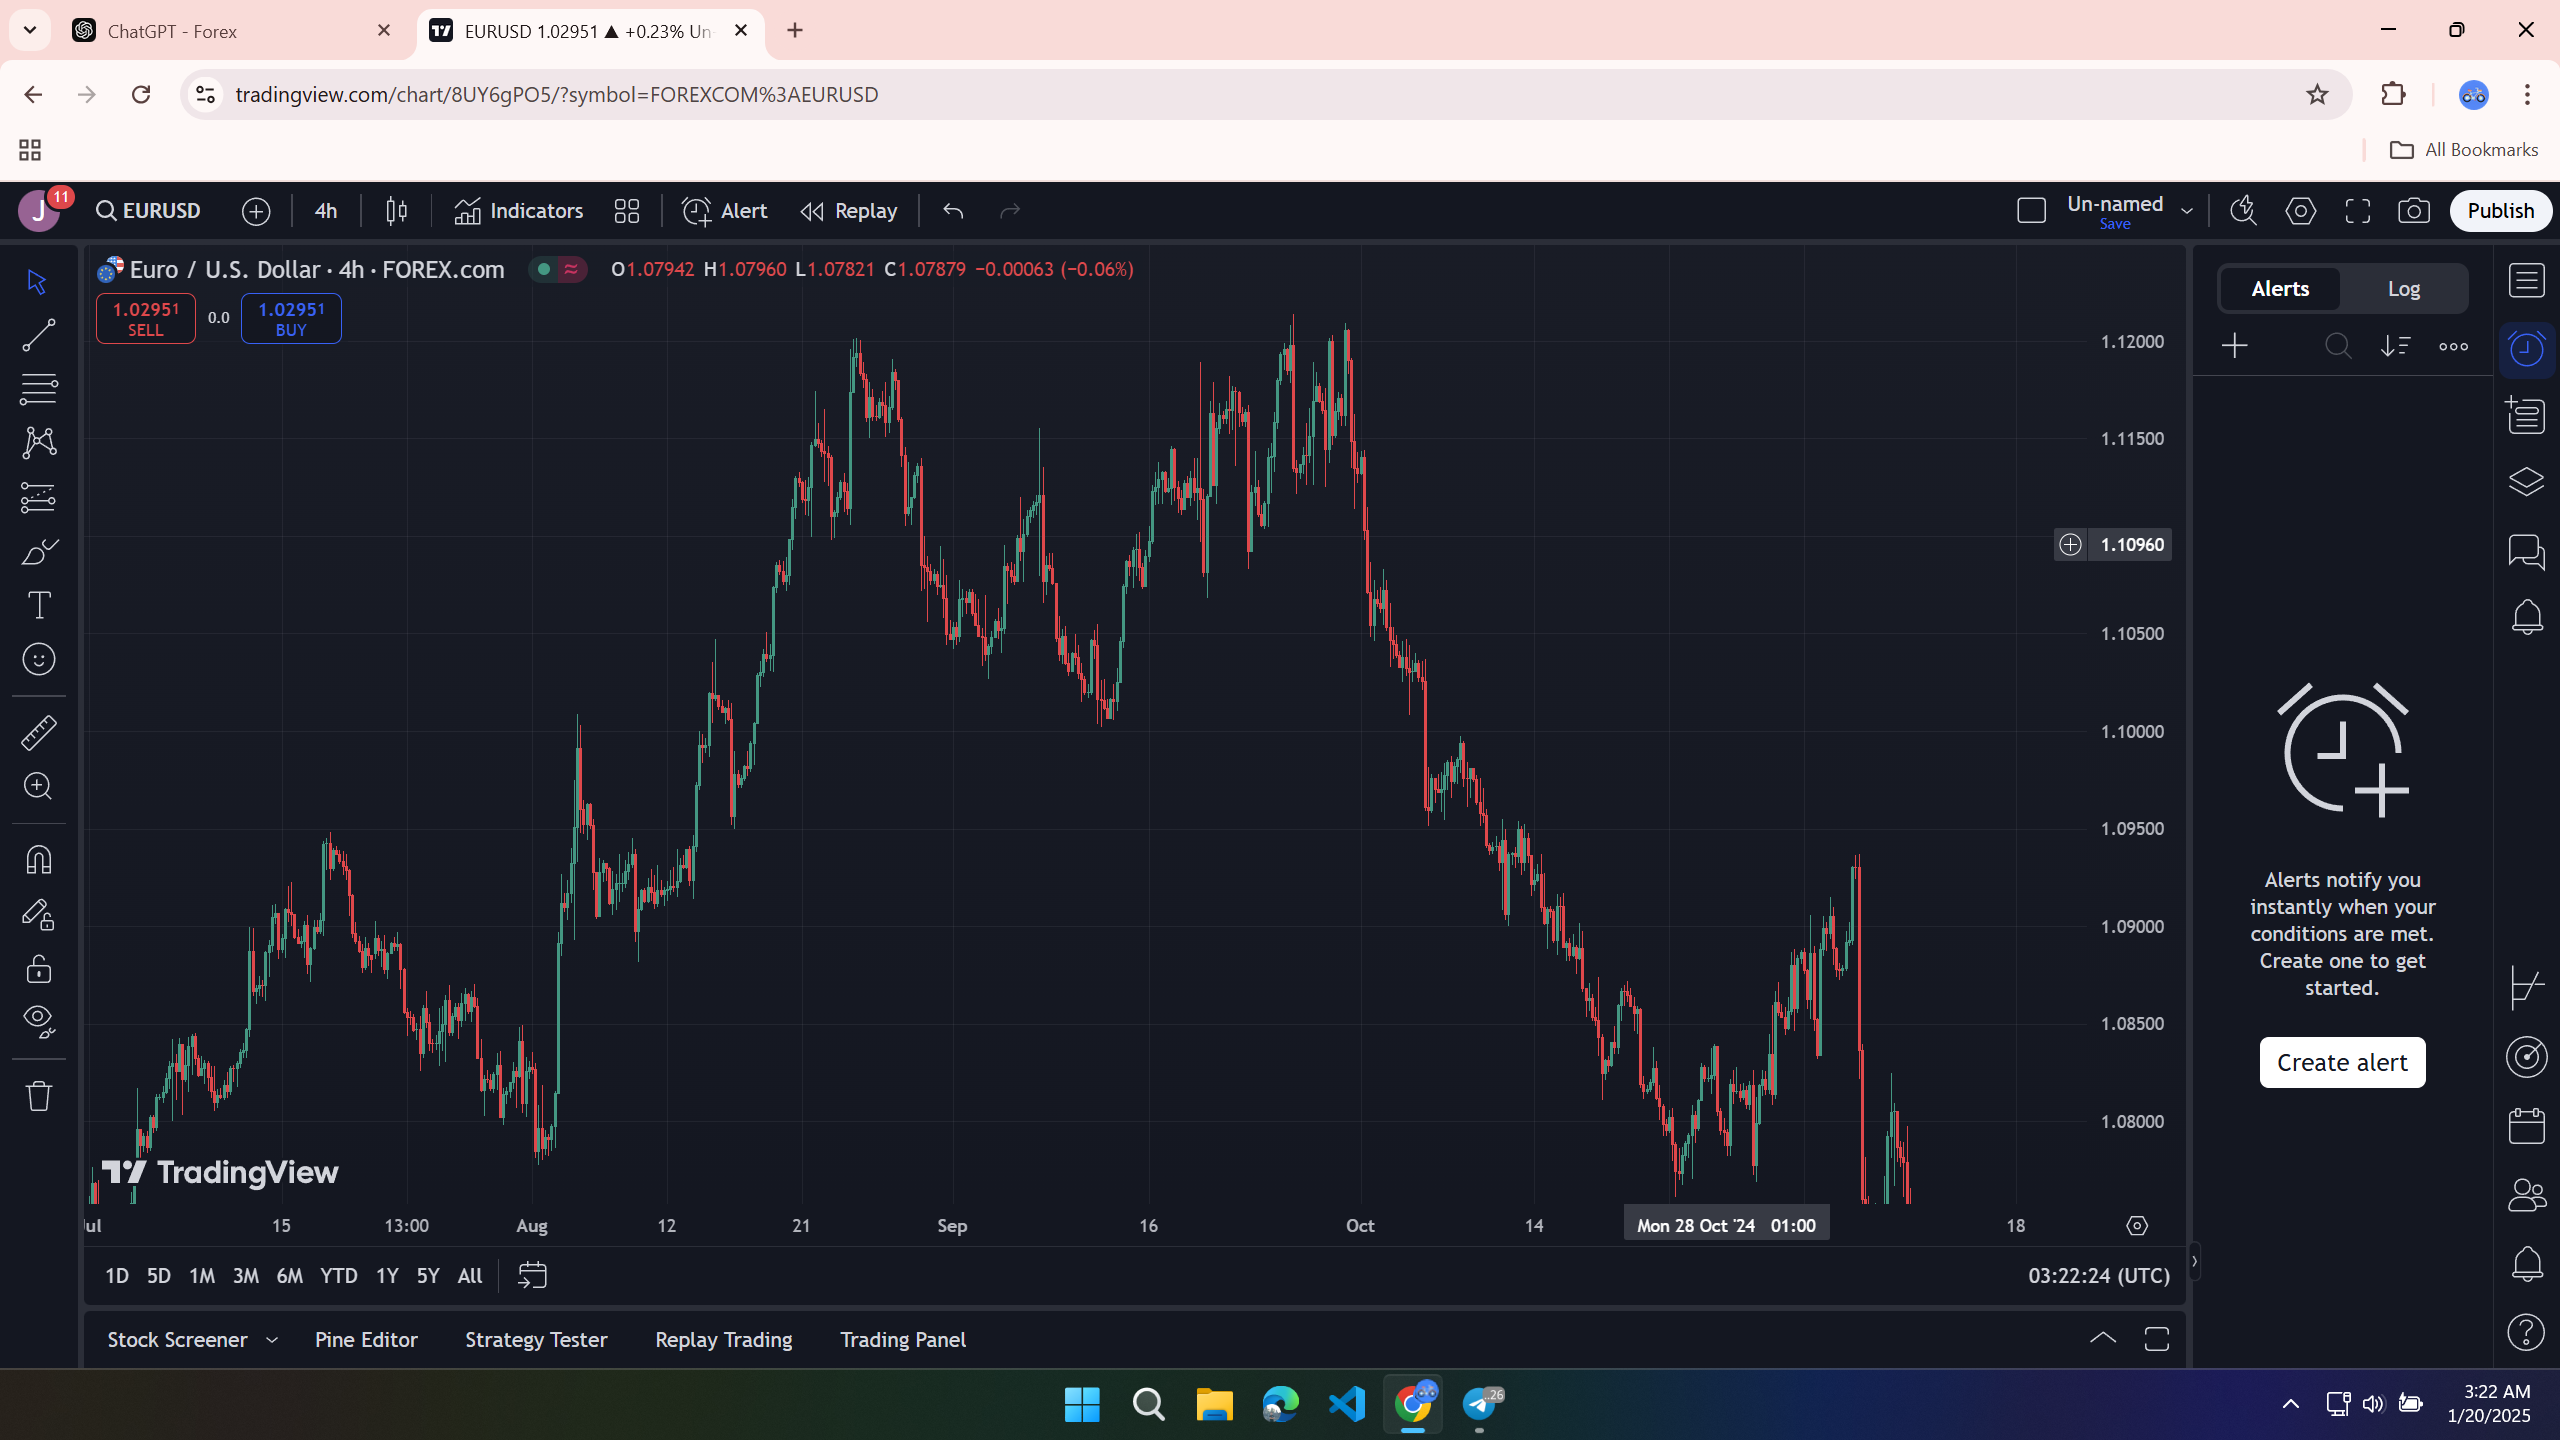 ChatGPT - Forex
EURUSD 1.02951 ▲ +0.23% Un-
tradingview.com/chart/8UY6gPO5/?symbol=FOREXCOM%3AEURUSD
All Bookmarks
J 11 EURUSD 4h Indicators Alert Replay Un-named Save Publish
Euro / U.S. Dollar · 4h · FOREX.com O1.07942 H1.07960 L1.07821 C1.07879 −0.00063 (−0.06%)
1.02951 SELL 0.0 1.02951 BUY
Alerts Log
1.12000
1.11500
1.10960
1.10500
1.10000
1.09500
1.09000
1.08500
1.08000
Alerts notify you
instantly when your
conditions are met.
Create one to get
started.
Create alert
TradingView
Jul 15 13:00 Aug 12 21 Sep 16 Oct 14 Mon 28 Oct '24 01:00 18
1D 5D 1M 3M 6M YTD 1Y 5Y All 03:22:24 (UTC)
Stock Screener Pine Editor Strategy Tester Replay Trading Trading Panel
..26
3:22 AM
1/20/2025